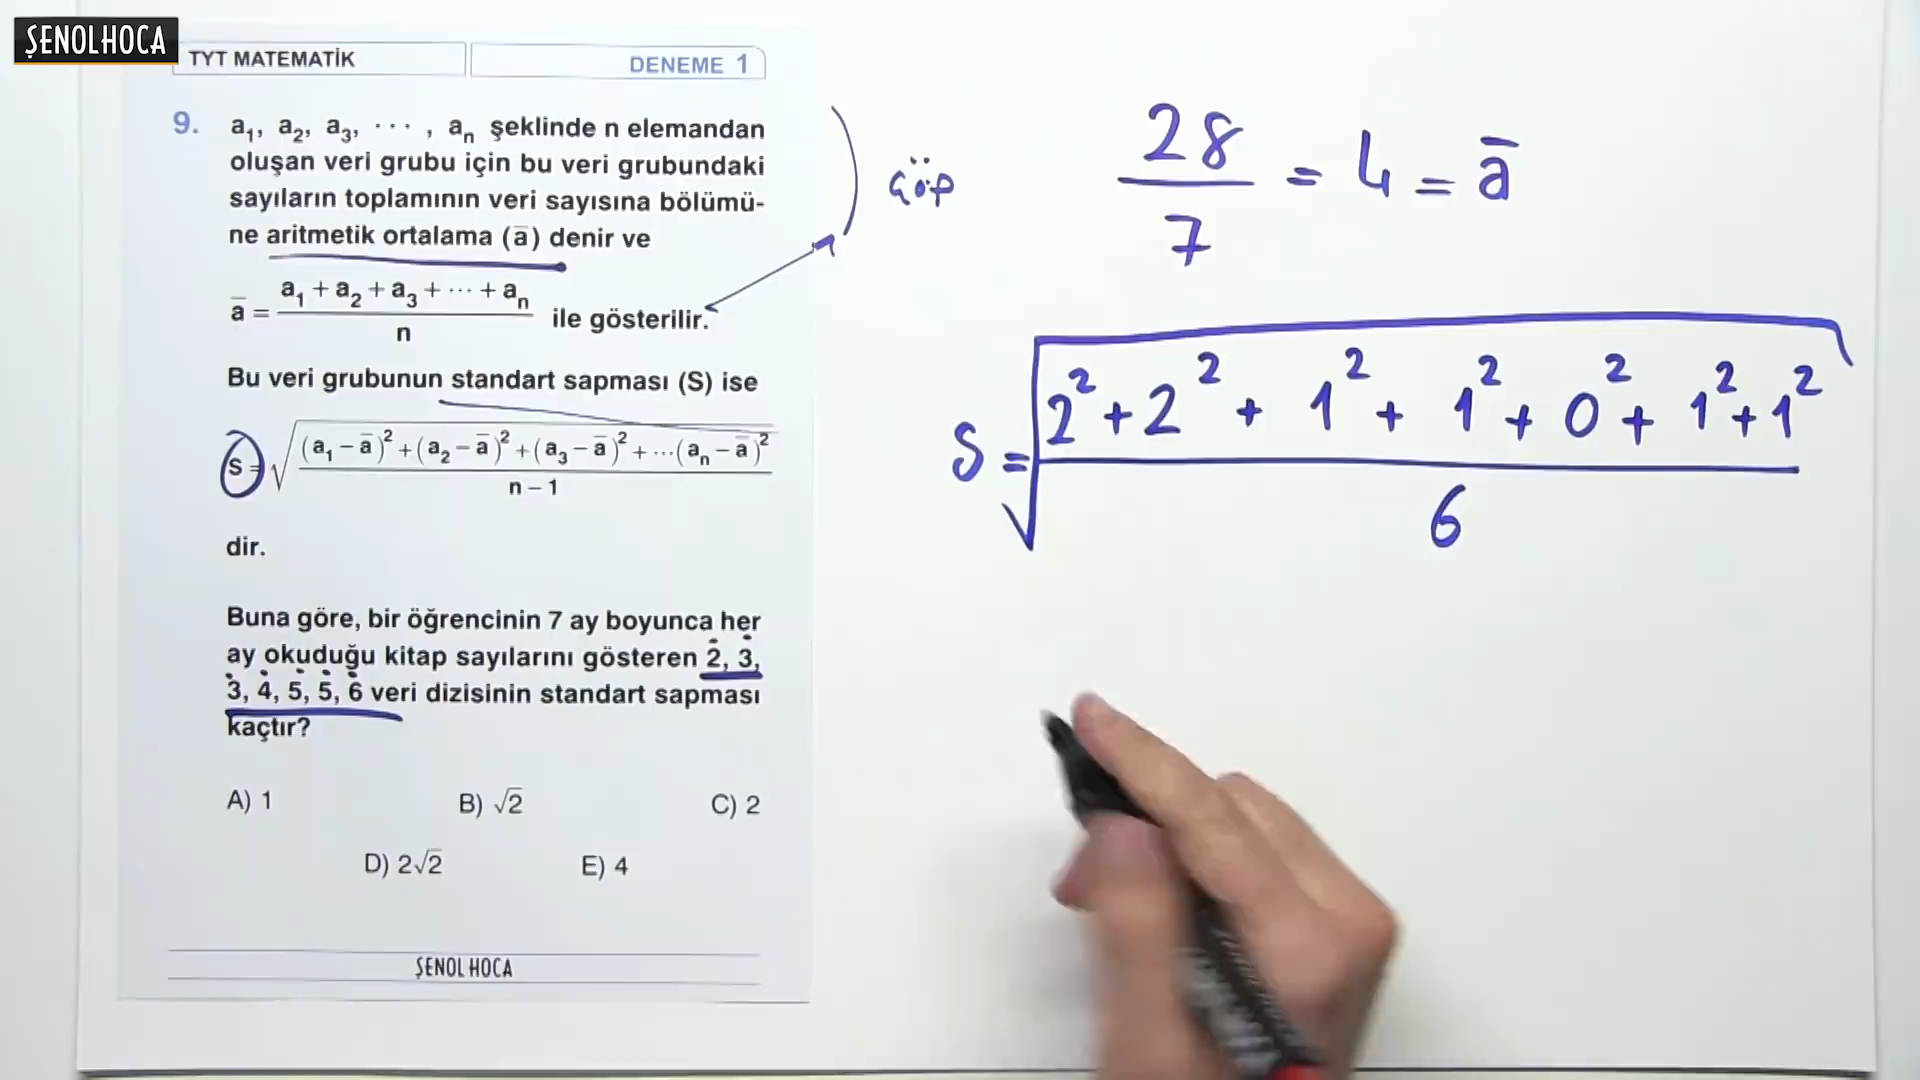 ŞENOLHOCA
TYT MATEMATİK
DENEME 1
9. a₁, a₂, a₃, ··· , aₙ şeklinde n elemandan
oluşan veri grubu için bu veri grubundaki
sayıların toplamının veri sayısına bölümü-
ne aritmetik ortalama (a̅) denir ve
a̅ = (a₁ + a₂ + a₃ + ··· + aₙ) / n ile gösterilir.
Bu veri grubunun standart sapması (S) ise
S = √(((a₁ − a̅)² + (a₂ − a̅)² + (a₃ − a̅)² + ···(aₙ − a̅)²) / (n − 1))
dir.
Buna göre, bir öğrencinin 7 ay boyunca her
ay okuduğu kitap sayılarını gösteren 2, 3,
3, 4, 5, 5, 6 veri dizisinin standart sapması
kaçtır?
A) 1 B) √2 C) 2
D) 2√2 E) 4
ŞENOL HOCA
çöp
28 / 7 = 4 = a̅
S = √((2² + 2² + 1² + 1² + 0² + 1² + 1²) / 6)